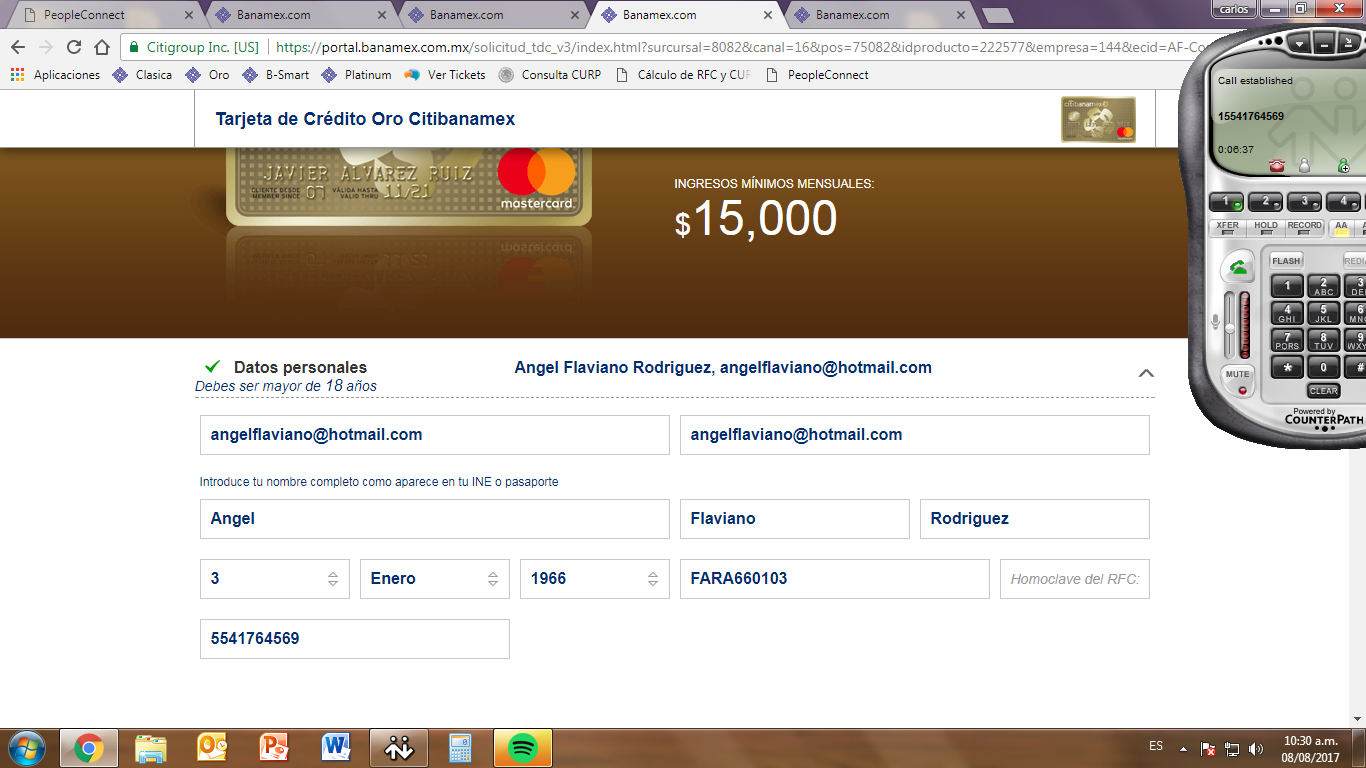 PeopleConnect
Banamex.com
Banamex.com
Banamex.com
Banamex.com
carlos
Citigroup Inc. [US]
https://portal.banamex.com.mx/solicitud_tdc_v3/index.html?sursursal=8082&canal=16&pos=75082&idproducto=222577&empresa=144&ecid=AF-Co
Aplicaciones
Clasica
Oro
B-Smart
Platinum
Ver Tickets
Consulta CURP
Cálculo de RFC y CUR
PeopleConnect
Tarjeta de Crédito Oro Citibanamex
citibanamex
JAVIER ALVAREZ RUIZ
CLIENTE DESDE
MEMBER SINCE
07
VÁLIDA HASTA
VALID THRU
11/21
mastercard
INGRESOS MÍNIMOS MENSUALES:
$15,000
Datos personales
Angel Flaviano Rodriguez, angelflaviano@hotmail.com
Debes ser mayor de 18 años
angelflaviano@hotmail.com
angelflaviano@hotmail.com
Introduce tu nombre completo como aparece en tu INE o pasaporte
Angel
Flaviano
Rodriguez
3
Enero
1966
FARA660103
Homoclave del RFC:
5541764569
Call established
15541764569
0:06:37
1
2
3
4
XFER
HOLD
RECORD
AA
FLASH
REDI
1
2 ABC
3 DE
4 GHI
5 JKL
6 MN
7 PQRS
8 TUV
9 WXY
*
0
#
MUTE
CLEAR
Powered by
COUNTERPATH
ES
10:30 a.m.
08/08/2017